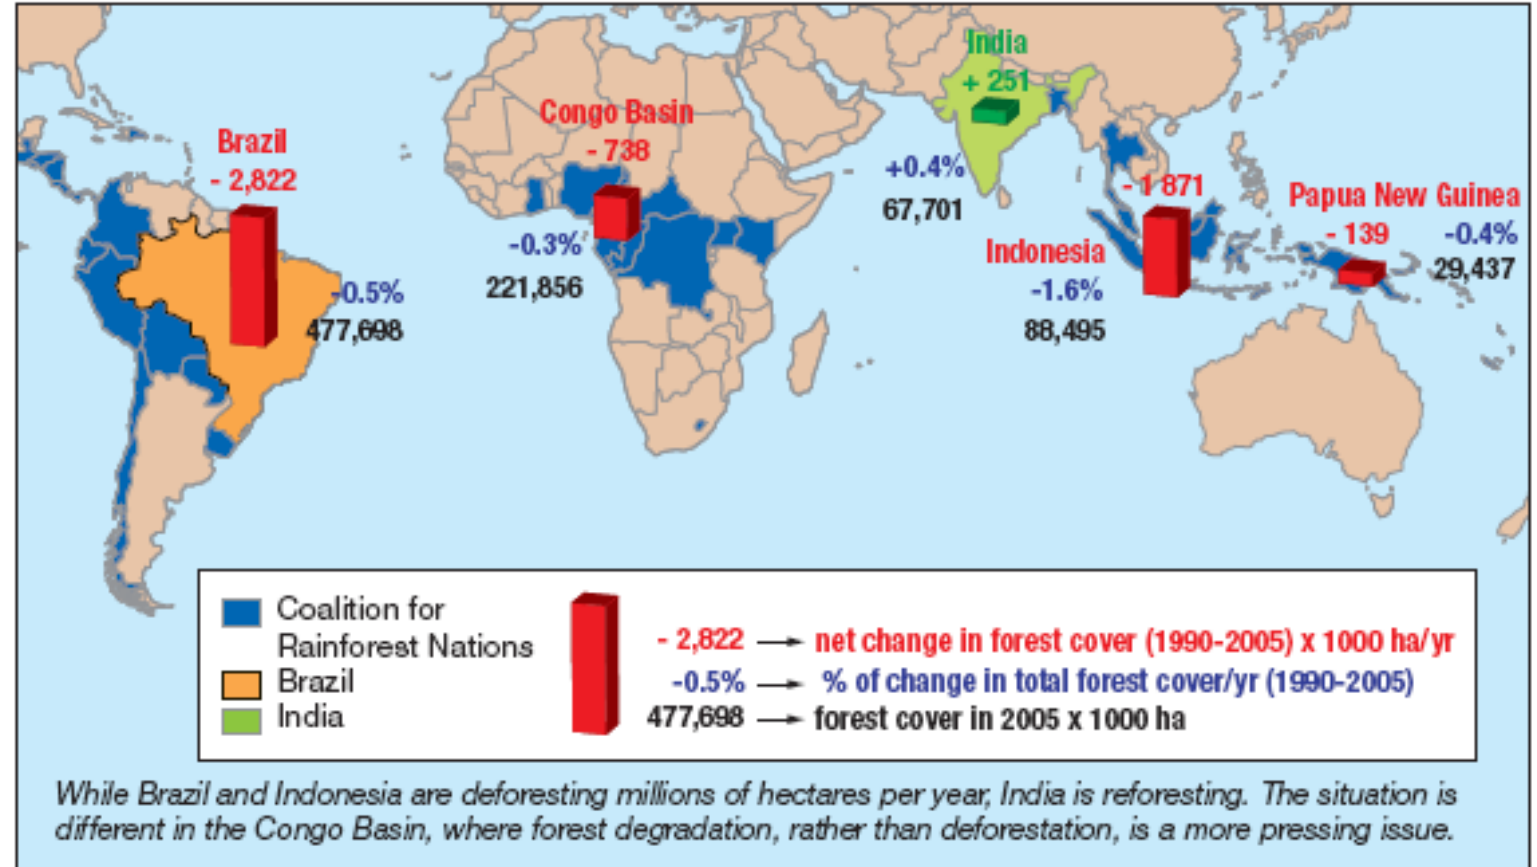 India
+ 251
Congo Basin
- 738
Brazil
- 2,822
+0.4%
67,701
- 1 871
Papua New Guinea
- 139
-0.4%
29,437
-0.3%
221,856
Indonesia
-1.6%
88,495
-0.5%
477,698
Coalition for
Rainforest Nations
Brazil
India
- 2,822 → net change in forest cover (1990-2005) x 1000 ha/yr
-0.5% → % of change in total forest cover/yr (1990-2005)
477,698 → forest cover in 2005 x 1000 ha
While Brazil and Indonesia are deforesting millions of hectares per year, India is reforesting. The situation is
different in the Congo Basin, where forest degradation, rather than deforestation, is a more pressing issue.